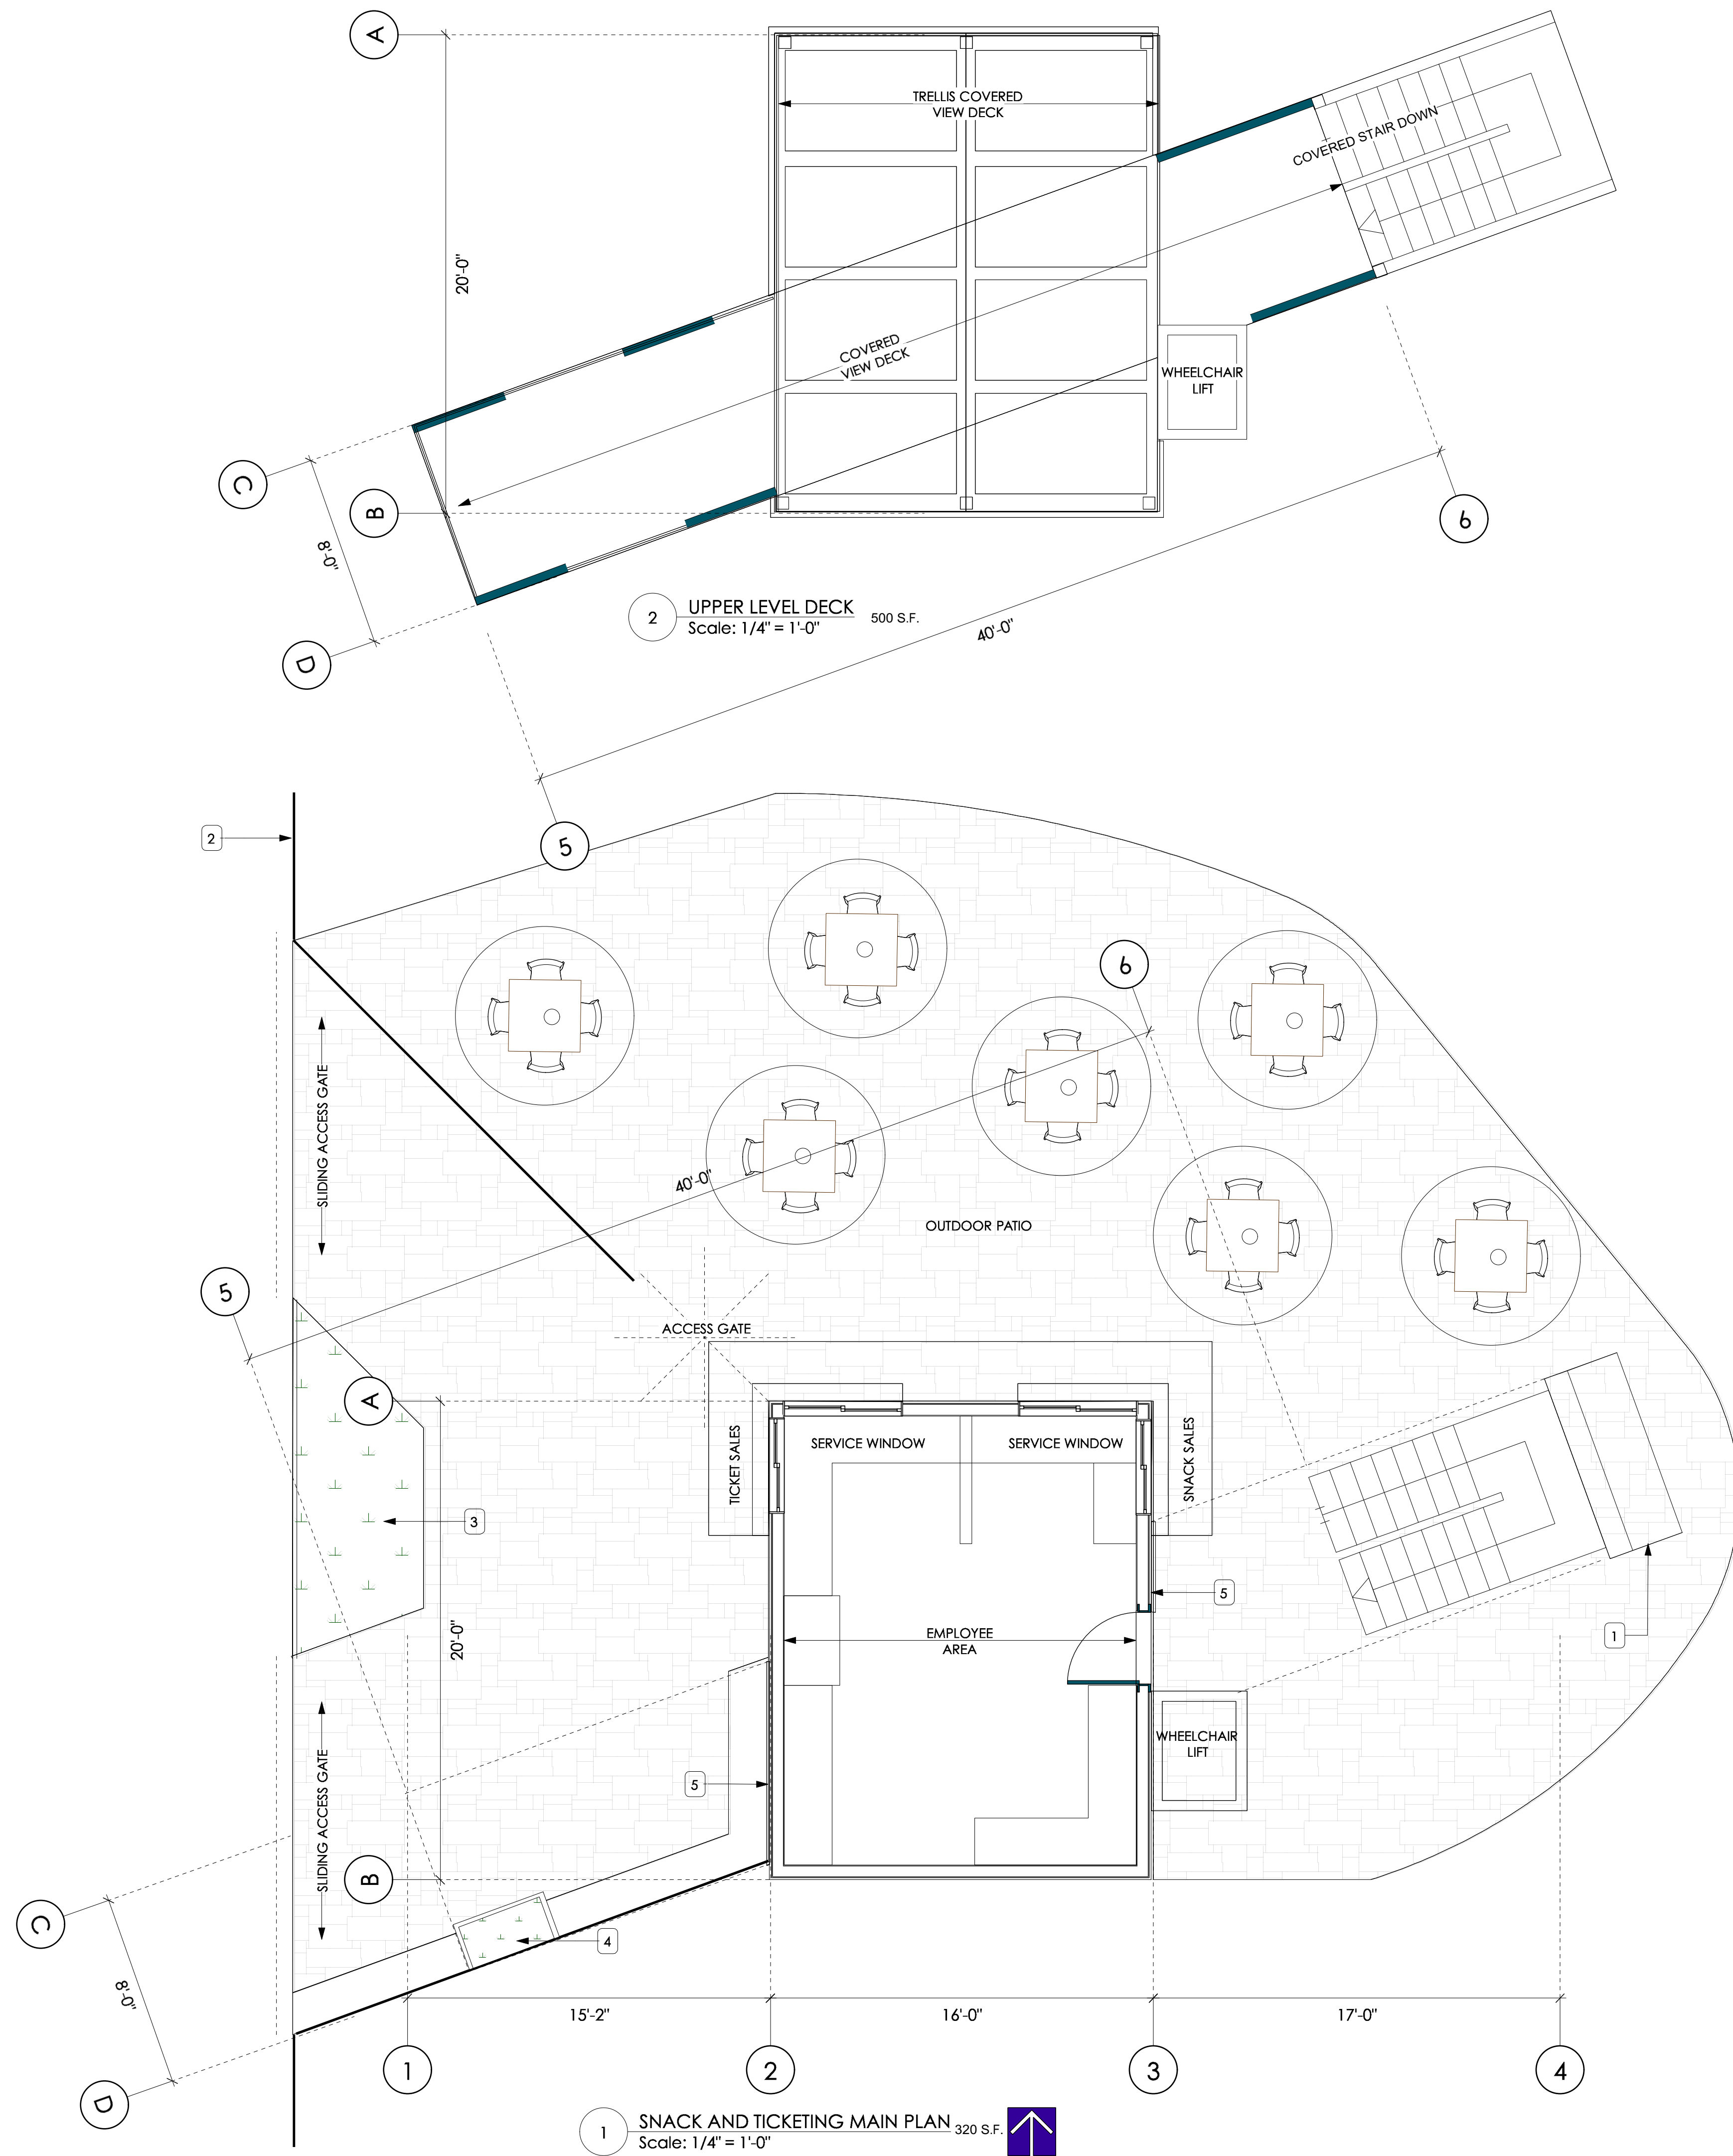 A
TRELLIS COVERED
VIEW DECK
COVERED STAIR DOWN
20'-0"
COVERED
VIEW DECK
WHEELCHAIR
LIFT
C
B
6
8'-0"
D
2
UPPER LEVEL DECK
500 S.F.
Scale: 1/4" = 1'-0"
40'-0"
2
5
6
SLIDING ACCESS GATE
40'-0"
OUTDOOR PATIO
5
ACCESS GATE
A
TICKET SALES
SERVICE WINDOW
SERVICE WINDOW
SNACK SALES
3
5
20'-0"
EMPLOYEE
AREA
1
WHEELCHAIR
LIFT
5
SLIDING ACCESS GATE
B
C
4
8'-0"
15'-2"
16'-0"
17'-0"
D
1
2
3
4
1
SNACK AND TICKETING MAIN PLAN
320 S.F.
Scale: 1/4" = 1'-0"